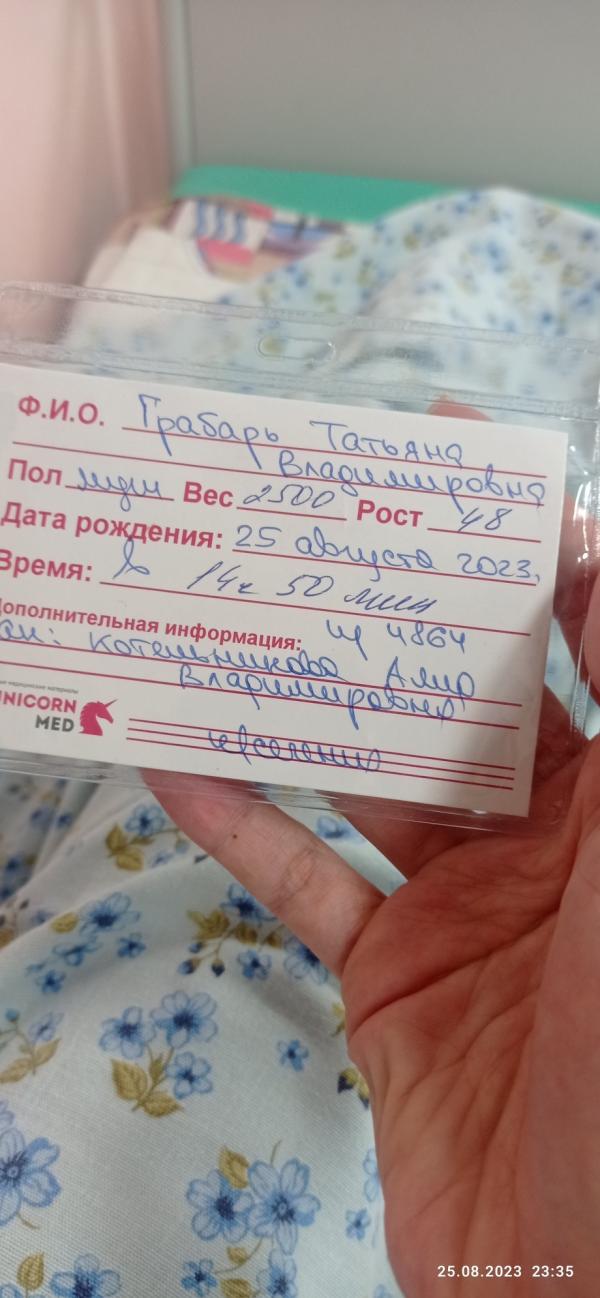 Ф.И.О. Грабарь Татьяна
Владимировна
Пол Вес 2500 Рост 48
Дата рождения: 25 августа 2023,
Время: в 14ч 50 мин
Дополнительная информация: 4864
Котельникова
Владимировна
UNICORN
MED
25.08.2023 23:35